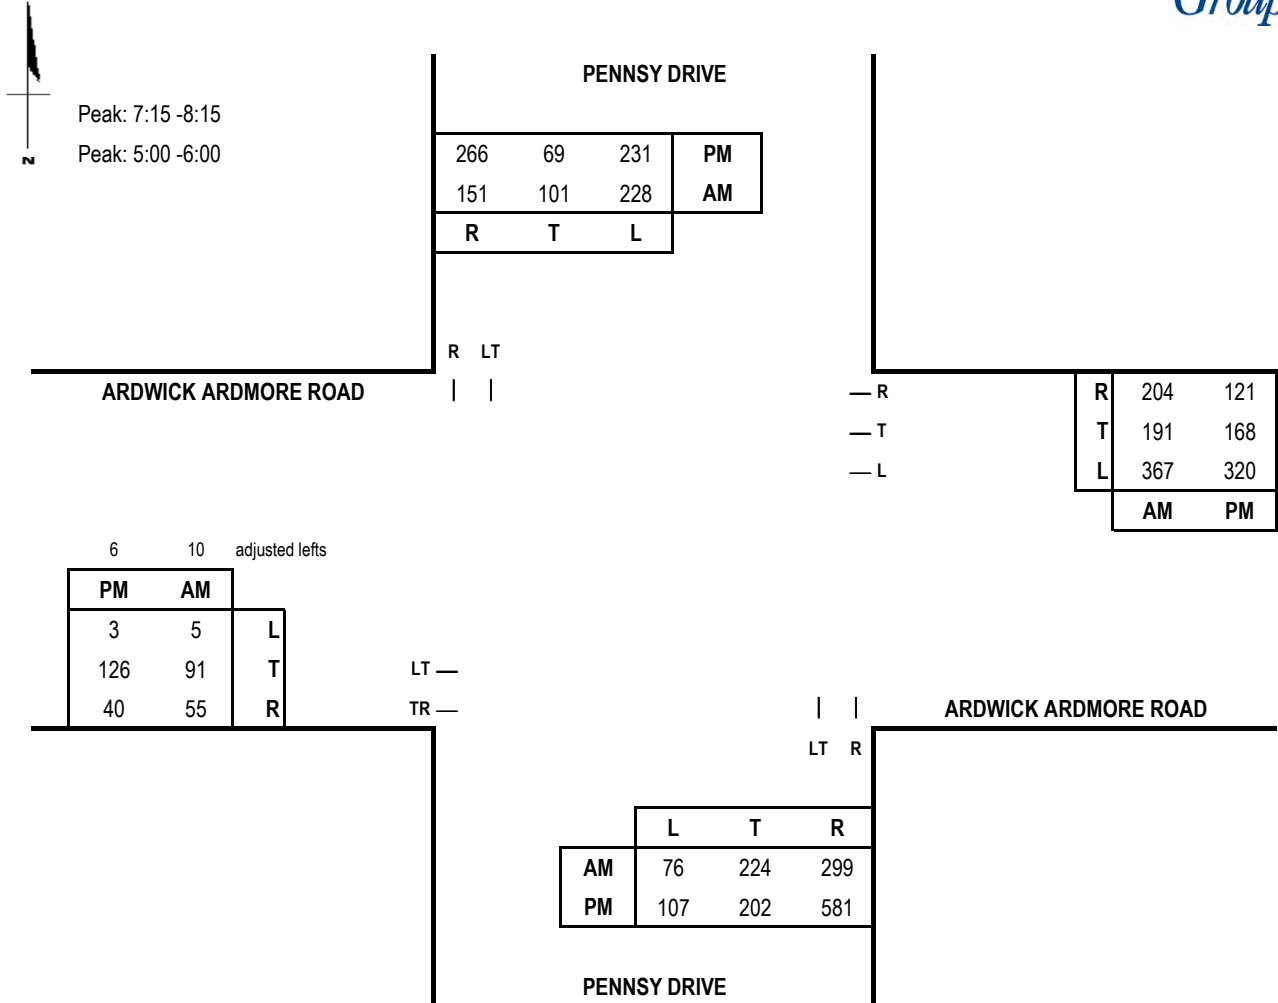 Group
PENNSY DRIVE
Peak: 7:15 -8:15
Peak: 5:00 -6:00
N
266 69 231 PM
151 101 228 AM
R T L
R LT
ARDWICK ARDMORE ROAD
R
T
L
R 204 121
T 191 168
L 367 320
AM PM
6 10 adjusted lefts
PM AM
3 5 L
126 91 T
40 55 R
LT
TR
ARDWICK ARDMORE ROAD
LT R
L T R
AM 76 224 299
PM 107 202 581
PENNSY DRIVE